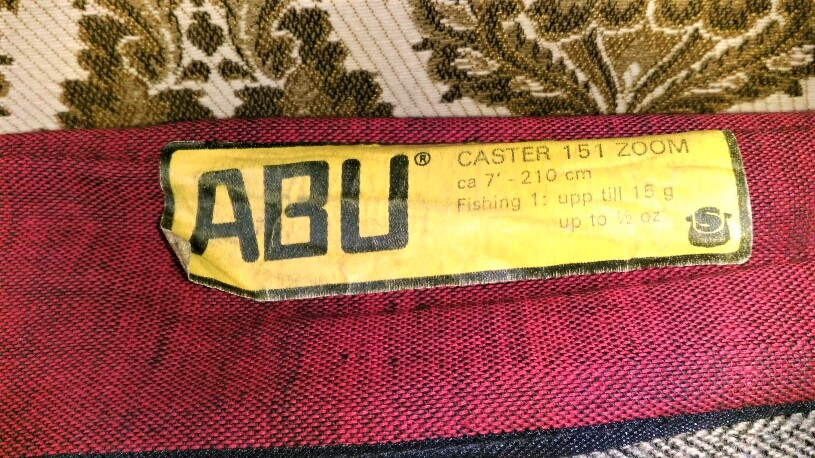 ABU®
CASTER 151 ZOOM
ca 7' - 210 cm
Fishing 1: upp till 15 g
up to ½ oz
S